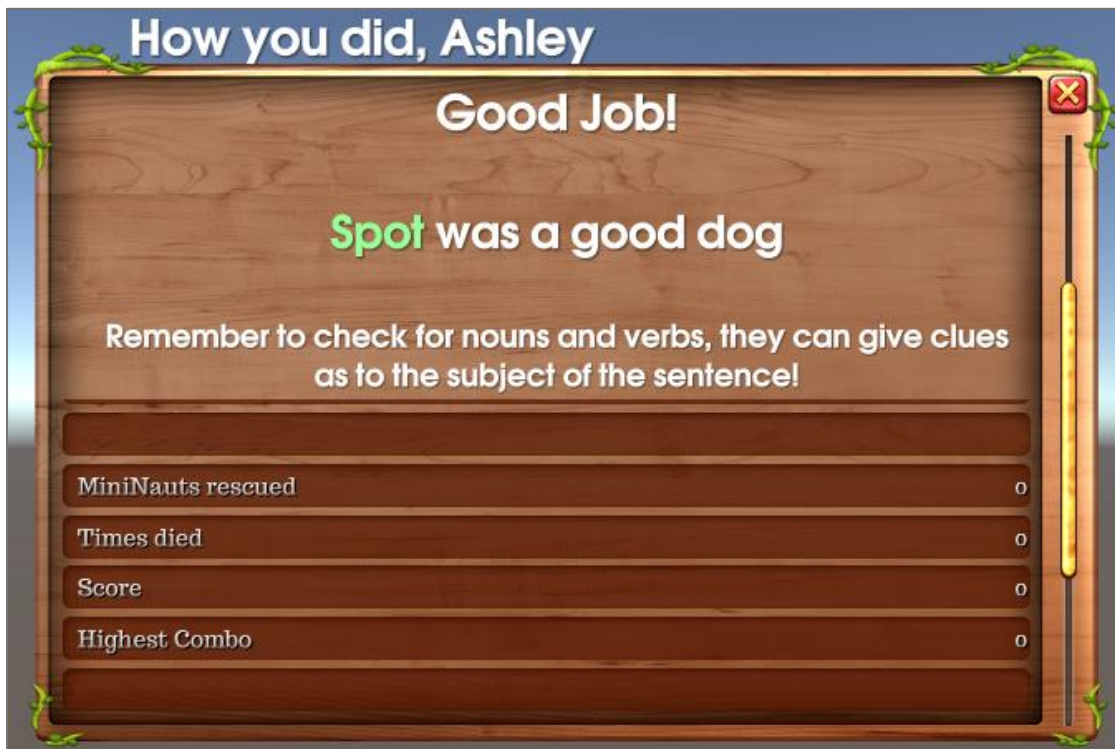 How you did, Ashley
Good Job!
Spot was a good dog
Remember to check for nouns and verbs, they can give clues
as to the subject of the sentence!
MiniNauts rescued 0
Times died 0
Score 0
Highest Combo 0